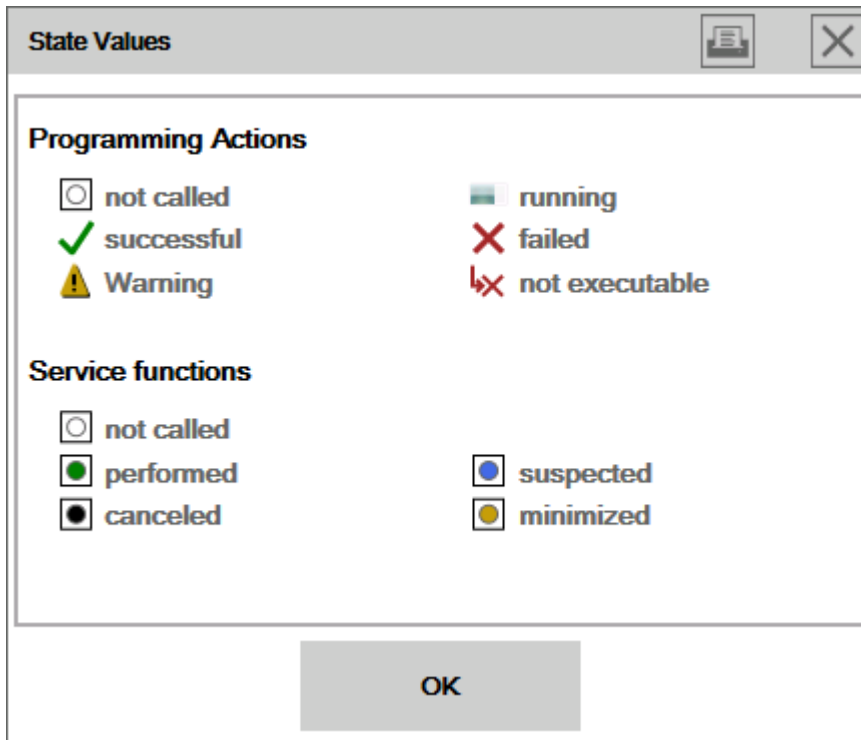 State Values
Programming Actions
not called running
successful failed
Warning not executable
Service functions
not called
performed suspected
canceled minimized
OK